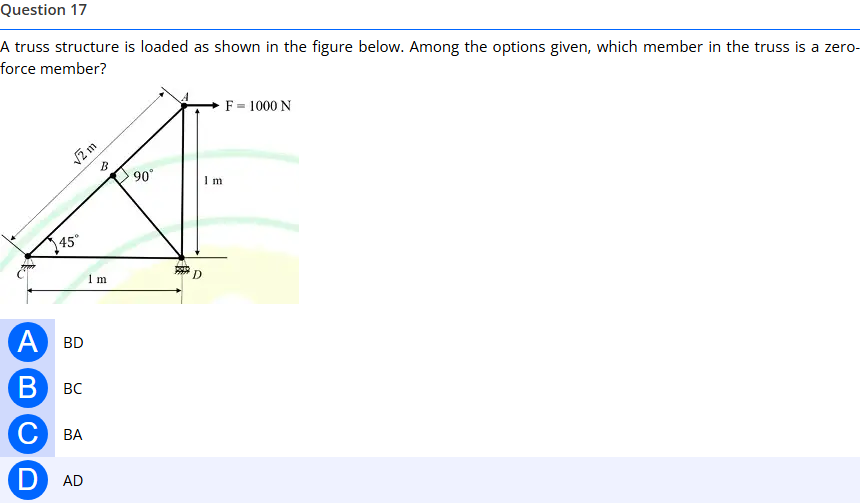 Question 17
A truss structure is loaded as shown in the figure below. Among the options given, which member in the truss is a zero-
force member?
A
F = 1000 N
√2 m
B
90°
1 m
45°
C
D
1 m
A BD
B BC
C BA
D AD